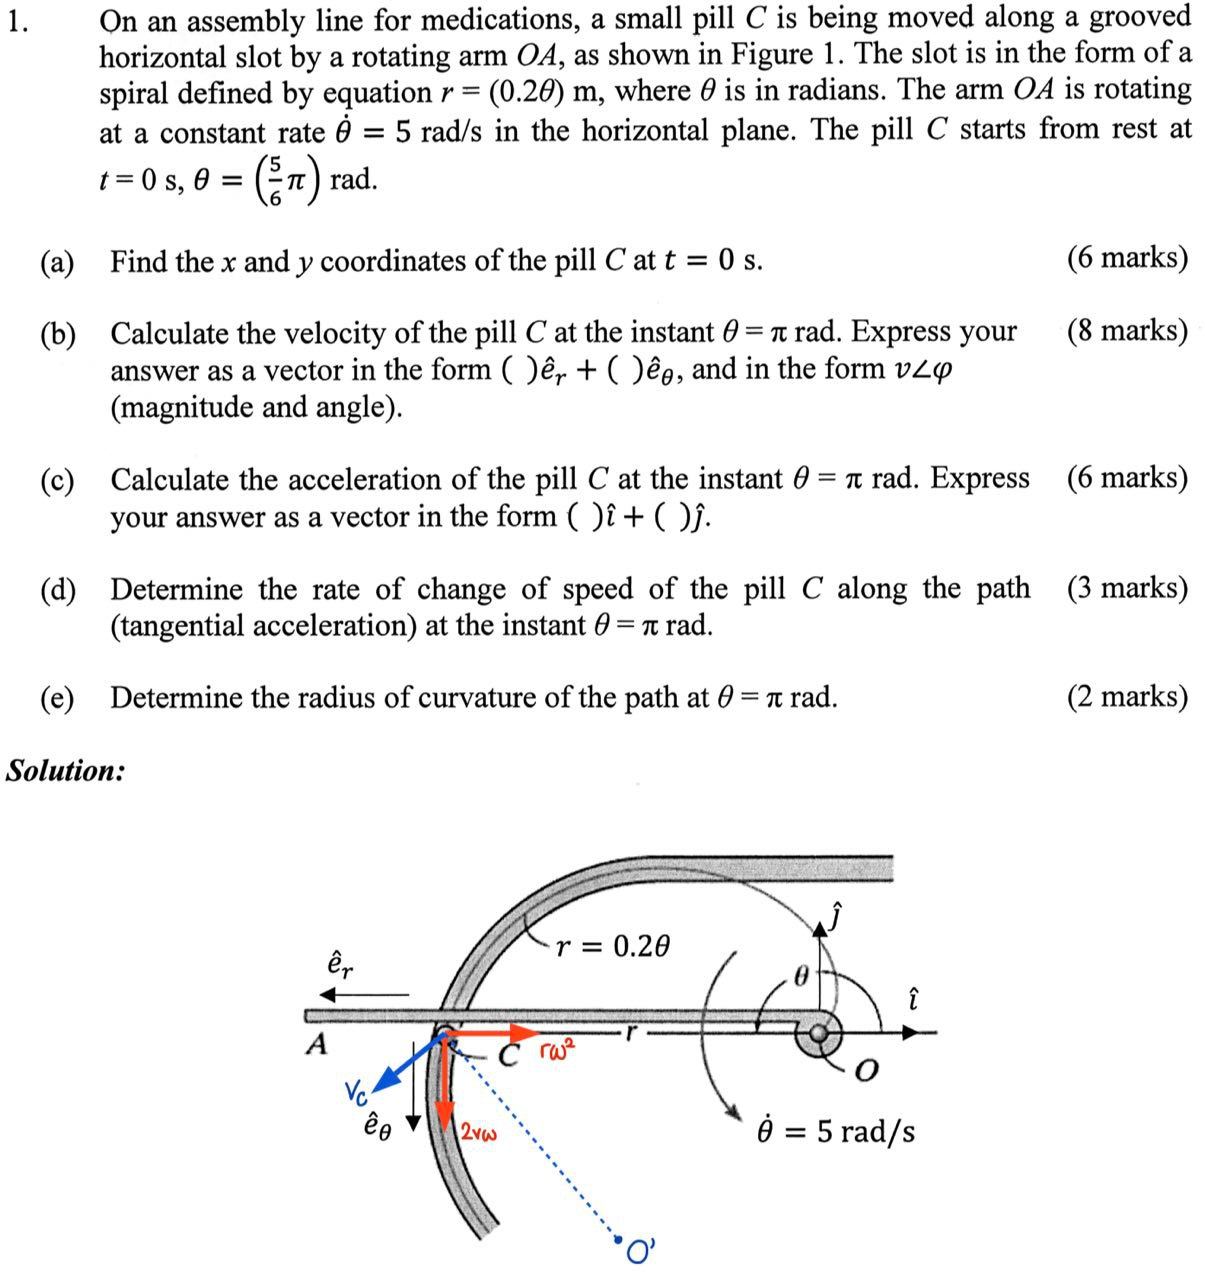 1. On an assembly line for medications, a small pill C is being moved along a grooved
horizontal slot by a rotating arm OA, as shown in Figure 1. The slot is in the form of a
spiral defined by equation r = (0.2θ) m, where θ is in radians. The arm OA is rotating
at a constant rate θ̇ = 5 rad/s in the horizontal plane. The pill C starts from rest at
t = 0 s, θ = (5/6 π) rad.
(a) Find the x and y coordinates of the pill C at t = 0 s. (6 marks)
(b) Calculate the velocity of the pill C at the instant θ = π rad. Express your (8 marks)
answer as a vector in the form ( )êr + ( )êθ, and in the form v∠φ
(magnitude and angle).
(c) Calculate the acceleration of the pill C at the instant θ = π rad. Express (6 marks)
your answer as a vector in the form ( )î + ( )ĵ.
(d) Determine the rate of change of speed of the pill C along the path (3 marks)
(tangential acceleration) at the instant θ = π rad.
(e) Determine the radius of curvature of the path at θ = π rad. (2 marks)
Solution:
ĵ
r = 0.2θ
êr
θ
î
r
A
C
rω²
O
Vc
êθ
2vω
θ̇ = 5 rad/s
O'